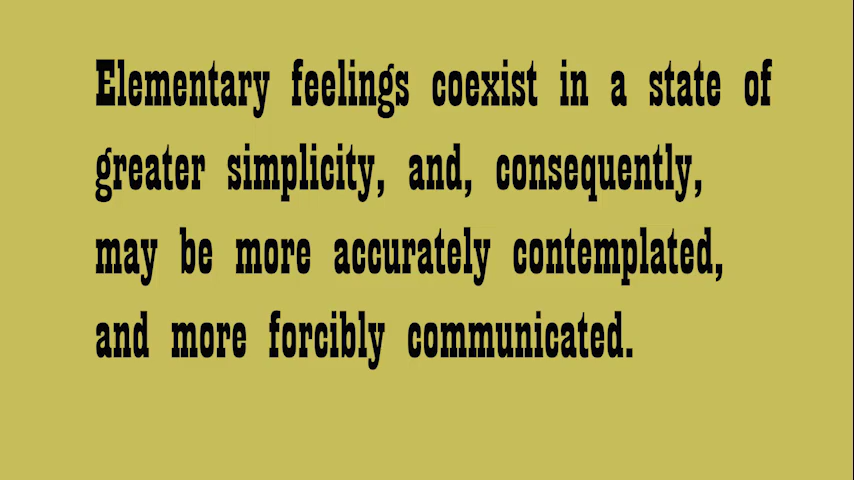 Elementary feelings coexist in a state of
greater simplicity, and, consequently,
may be more accurately contemplated,
and more forcibly communicated.